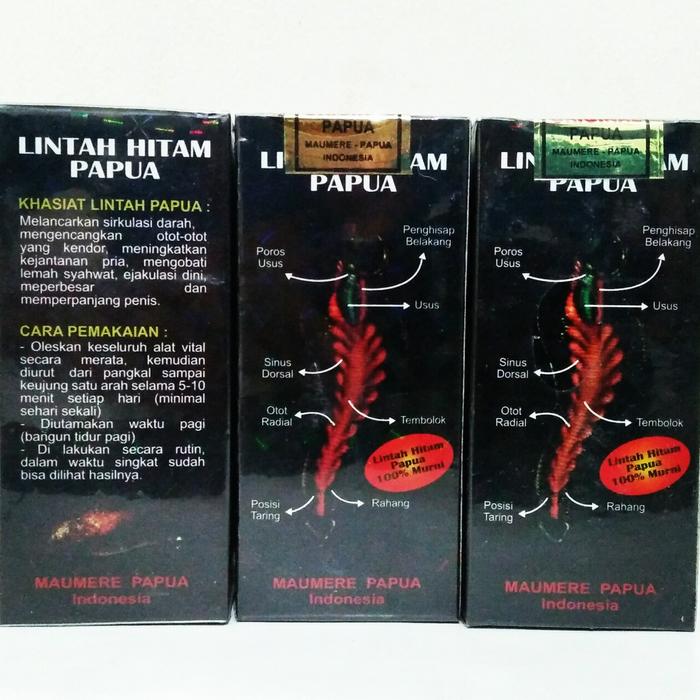 LINTAH HITAM
PAPUA
KHASIAT LINTAH PAPUA :
Melancarkan sirkulasi darah,
mengencangkan otot-otot
yang kendor, meningkatkan
kejantanan pria, mengobati
lemah syahwat, ejakulasi dini,
meperbesar dan
memperpanjang penis.
CARA PEMAKAIAN :
- Oleskan keseluruh alat vital
secara merata, kemudian
diurut dari pangkal sampai
keujung satu arah selama 5-10
menit setiap hari (minimal
sehari sekali)
- Diutamakan waktu pagi
(bangun tidur pagi)
- Di lakukan secara rutin,
dalam waktu singkat sudah
bisa dilihat hasilnya.
MAUMERE PAPUA
Indonesia
PAPUA
MAUMERE - PAPUA
INDONESIA
LI AM
PAPUA
Penghisap
Belakang
Poros
Usus
Usus
Sinus
Dorsal
Otot
Radial
Tembolok
Lintah Hitam
Papua
100% Murni
Posisi
Taring
Rahang
MAUMERE PAPUA
Indonesia
PAPUA
MAUMERE - PAPUA
INDONESIA
LIN AM
PAPUA
Penghisap
Belakang
Poros
Usus
Usus
Sinus
Dorsal
Otot
Radial
Tembolok
Lintah Hitam
Papua
100% Murni
Posisi
Taring
Rahang
MAUMERE PAPUA
Indonesia